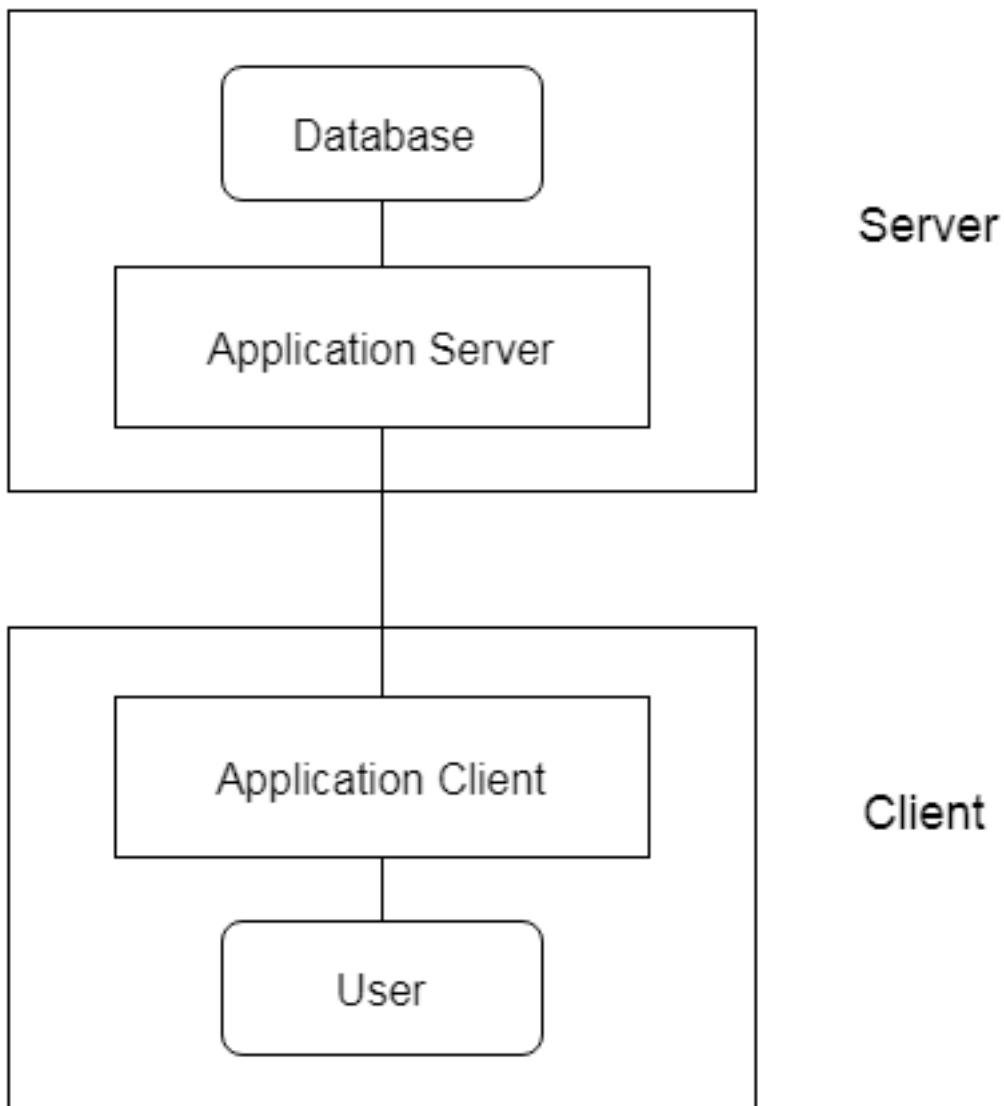 Database
Server
Application Server
Application Client
Client
User